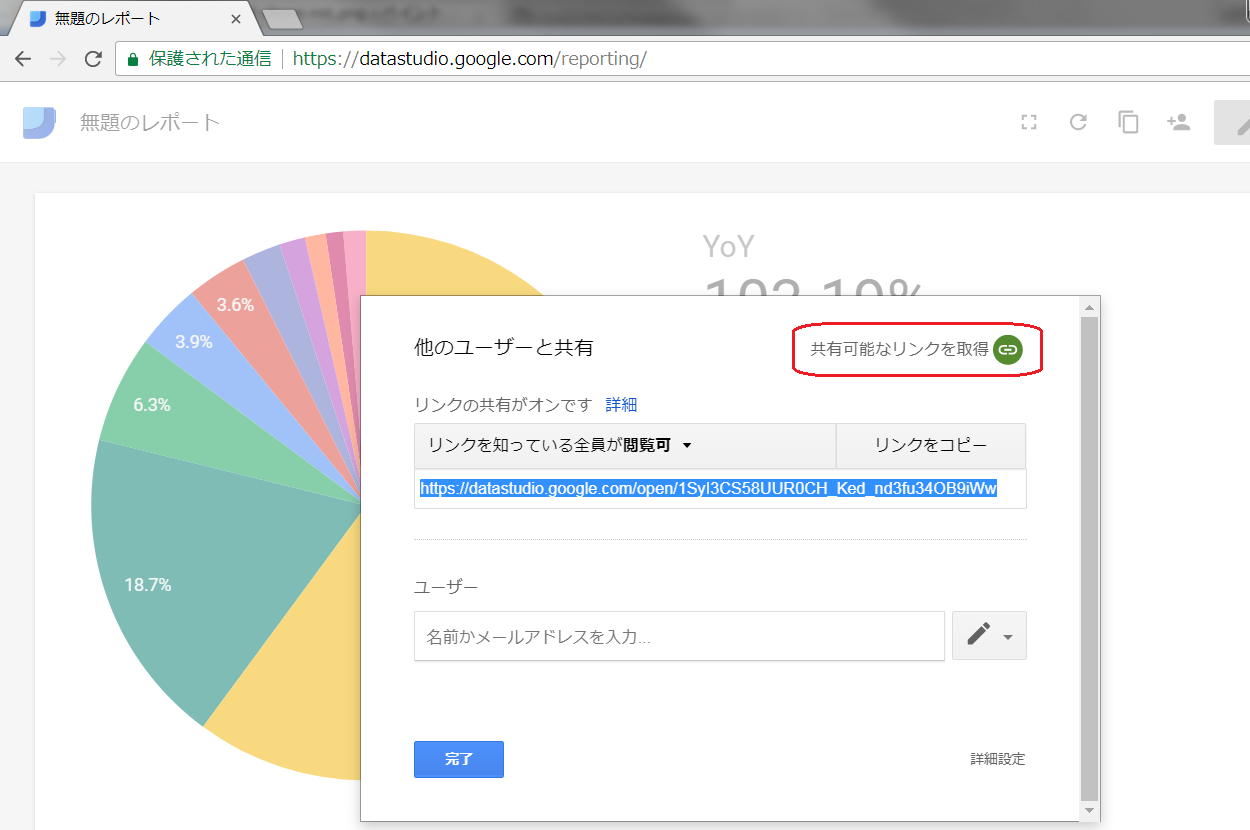 無題のレポート
保護された通信 https://datastudio.google.com/reporting/
無題のレポート
3.6%
3.9%
6.3%
18.7%
YoY
他のユーザーと共有
共有可能なリンクを取得
リンクの共有がオンです 詳細
リンクを知っている全員が閲覧可
リンクをコピー
https://datastudio.google.com/open/1SyI3CS58UUR0CH_Ked_nd3fu34OB9iWw
ユーザー
名前かメールアドレスを入力...
完了
詳細設定